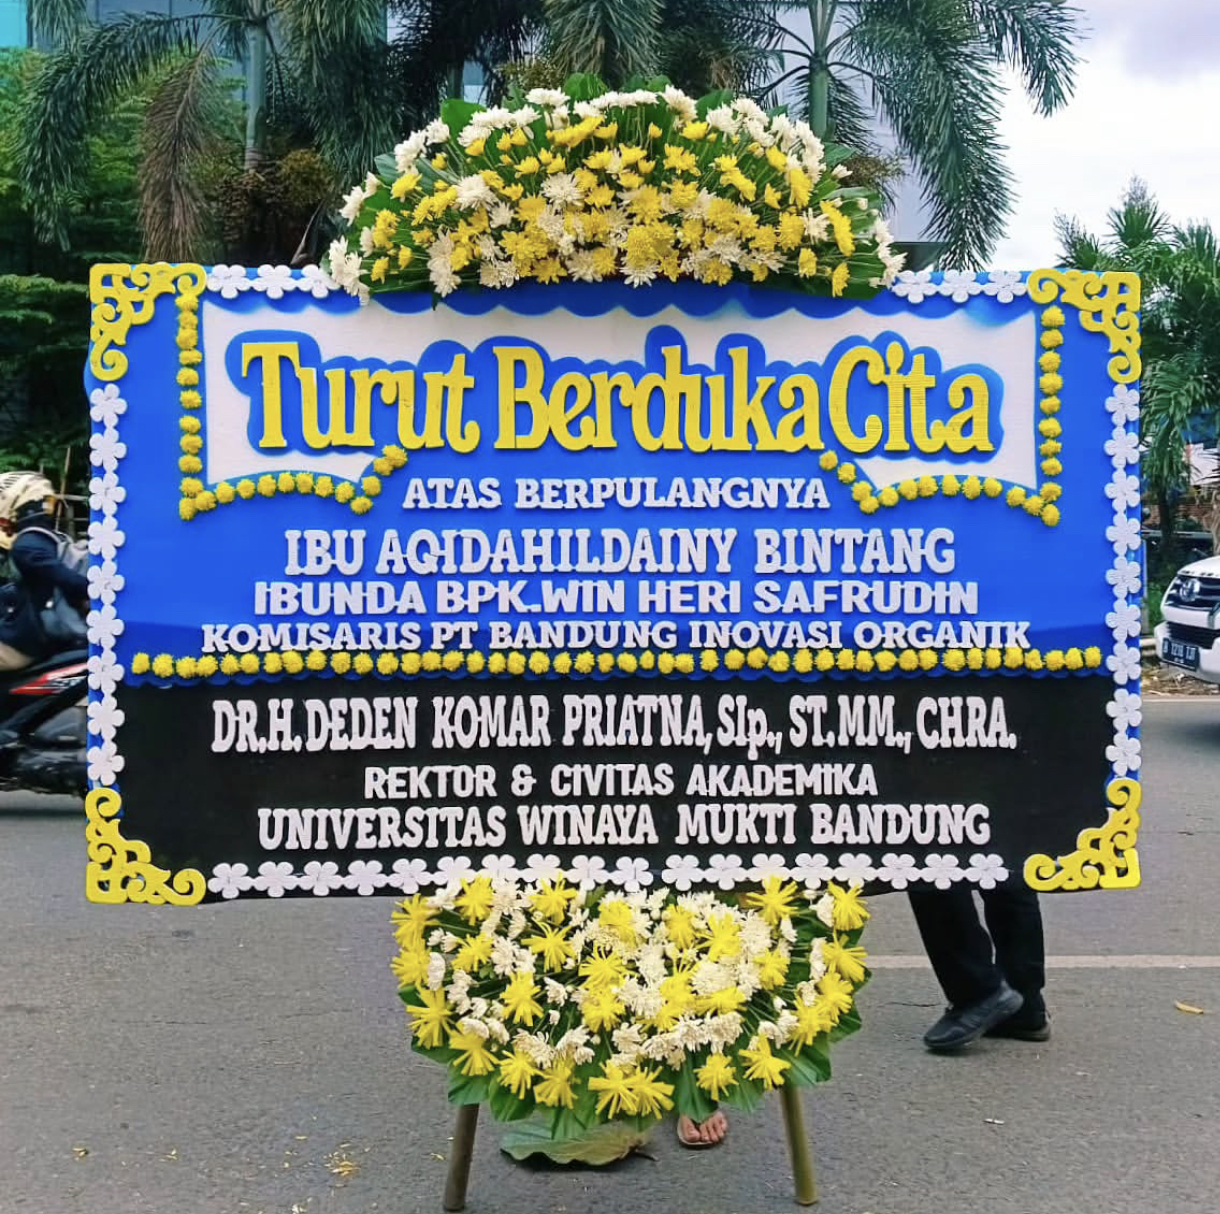 Turut Berduka Cita
ATAS BERPULANGNYA
IBU AQIDAHILDAINY BINTANG
IBUNDA BPK.WIN HERI SAFRUDIN
KOMISARIS PT BANDUNG INOVASI ORGANIK
DR.H.DEDEN KOMAR PRIATNA, SIp., ST.MM., CHRA.
REKTOR & CIVITAS AKADEMIKA
UNIVERSITAS WINAYA MUKTI BANDUNG